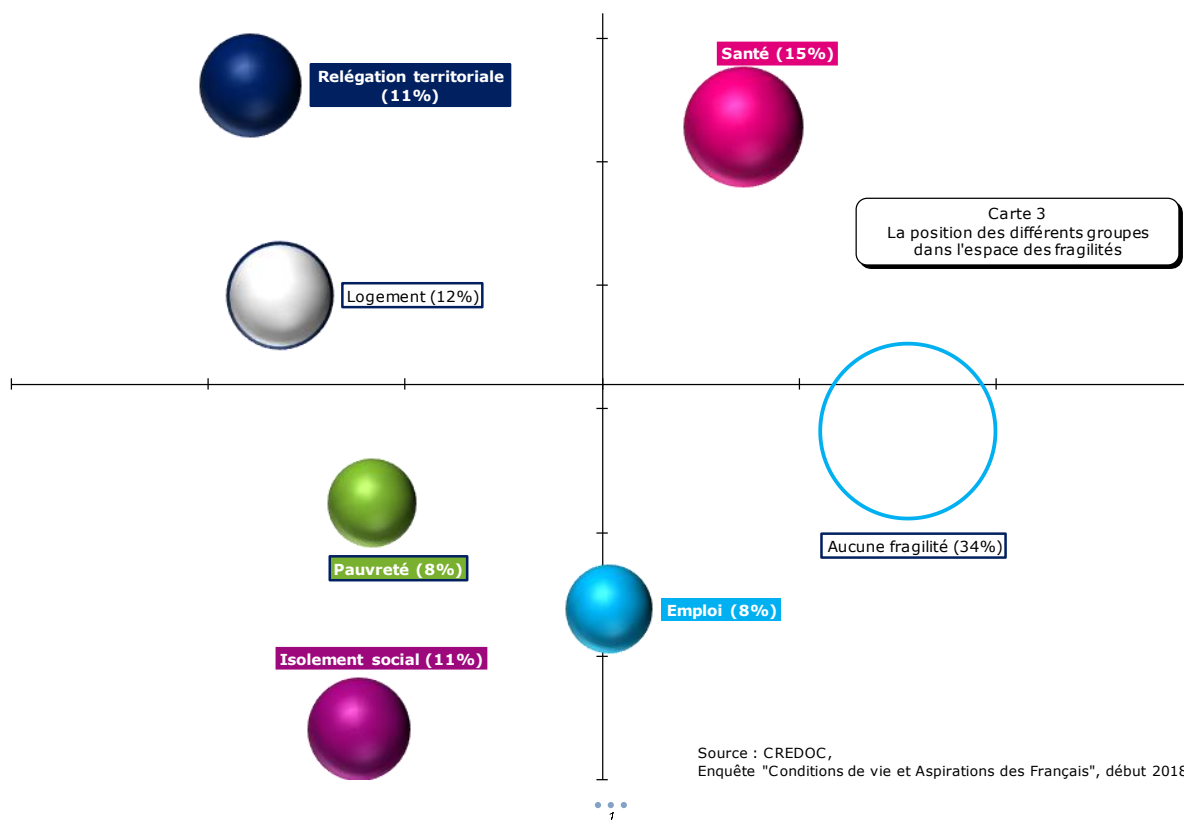 Santé (15%)
Relégation territoriale
(11%)
Carte 3
La position des différents groupes
dans l'espace des fragilités
Logement (12%)
Aucune fragilité (34%)
Pauvreté (8%)
Emploi (8%)
Isolement social (11%)
Source : CREDOC,
Enquête "Conditions de vie et Aspirations des Français", début 2018
1